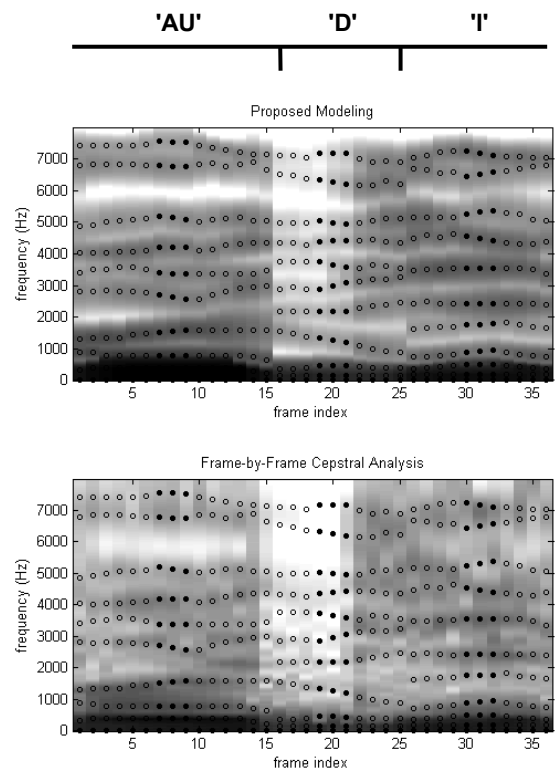 'AU' 'D' 'I'
Proposed Modeling
7000
6000
5000
4000
3000
2000
1000
0
frequency (Hz)
5 10 15 20 25 30 35
frame index
Frame-by-Frame Cepstral Analysis
7000
6000
5000
4000
3000
2000
1000
0
frequency (Hz)
5 10 15 20 25 30 35
frame index